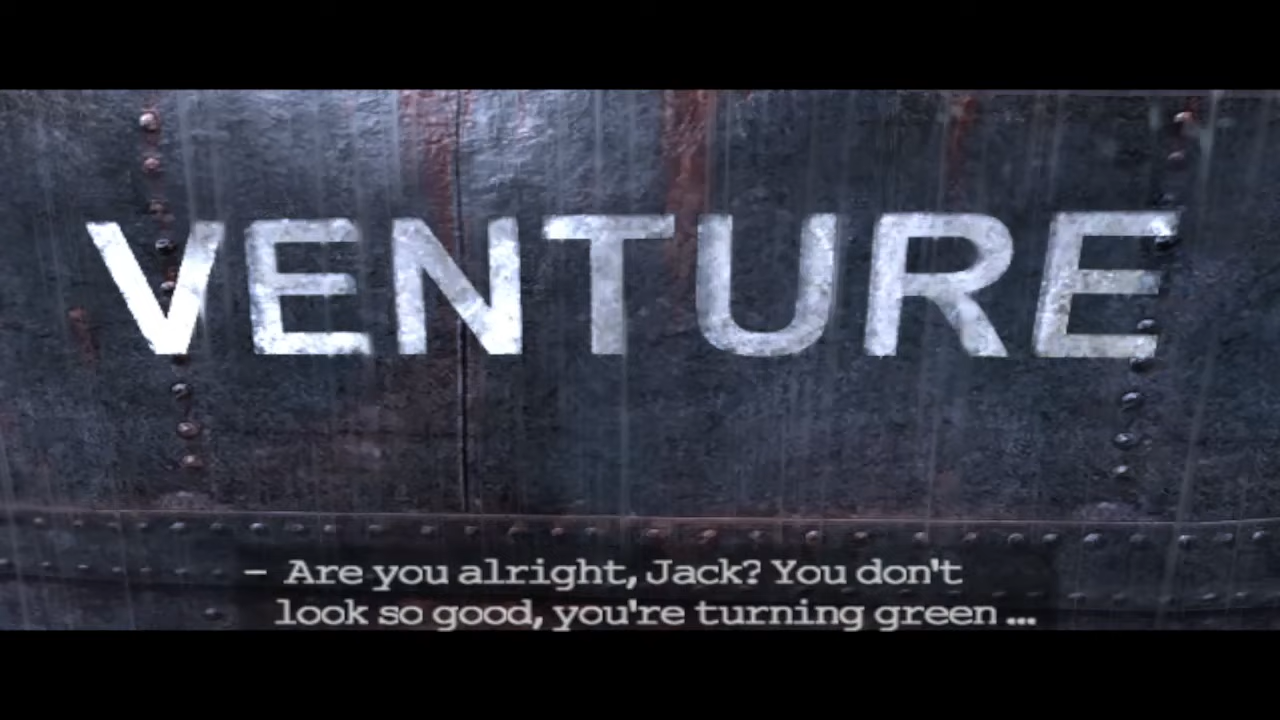 VENTURE
– Are you alright, Jack? You don't
look so good, you're turning green ...